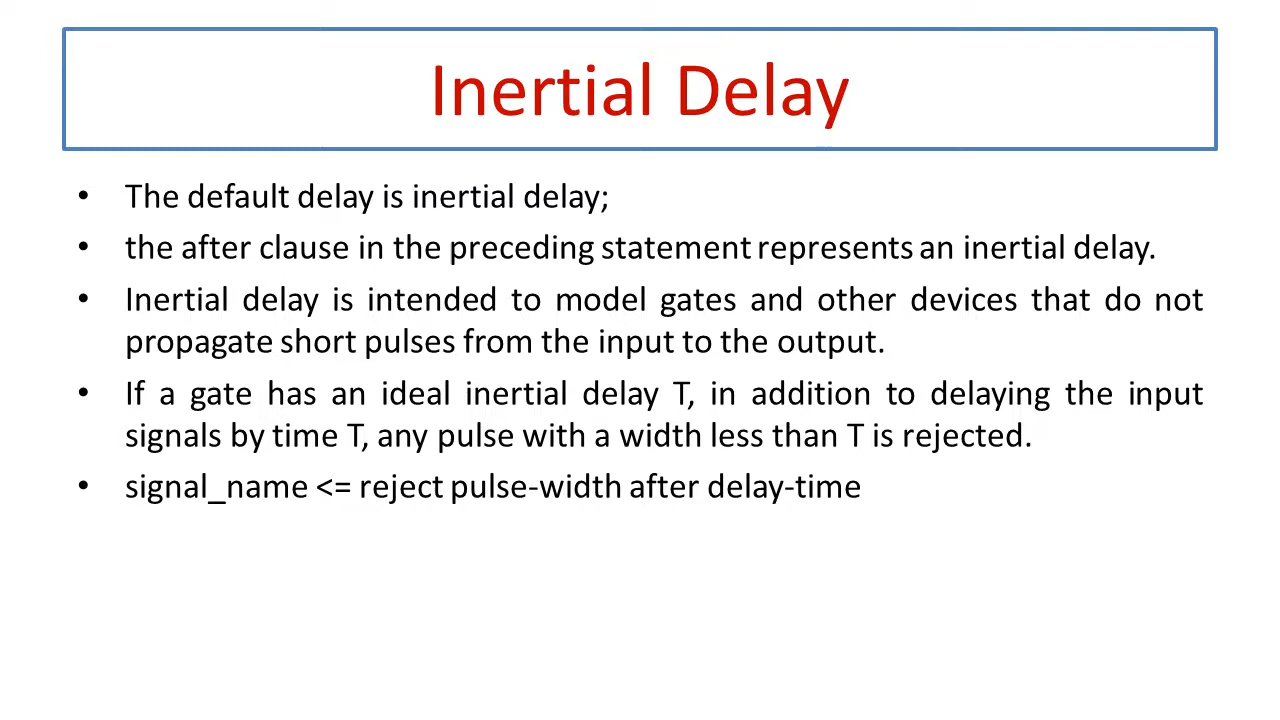 Inertial Delay
• The default delay is inertial delay;
• the after clause in the preceding statement represents an inertial delay.
• Inertial delay is intended to model gates and other devices that do not
propagate short pulses from the input to the output.
• If a gate has an ideal inertial delay T, in addition to delaying the input
signals by time T, any pulse with a width less than T is rejected.
• signal_name <= reject pulse-width after delay-time